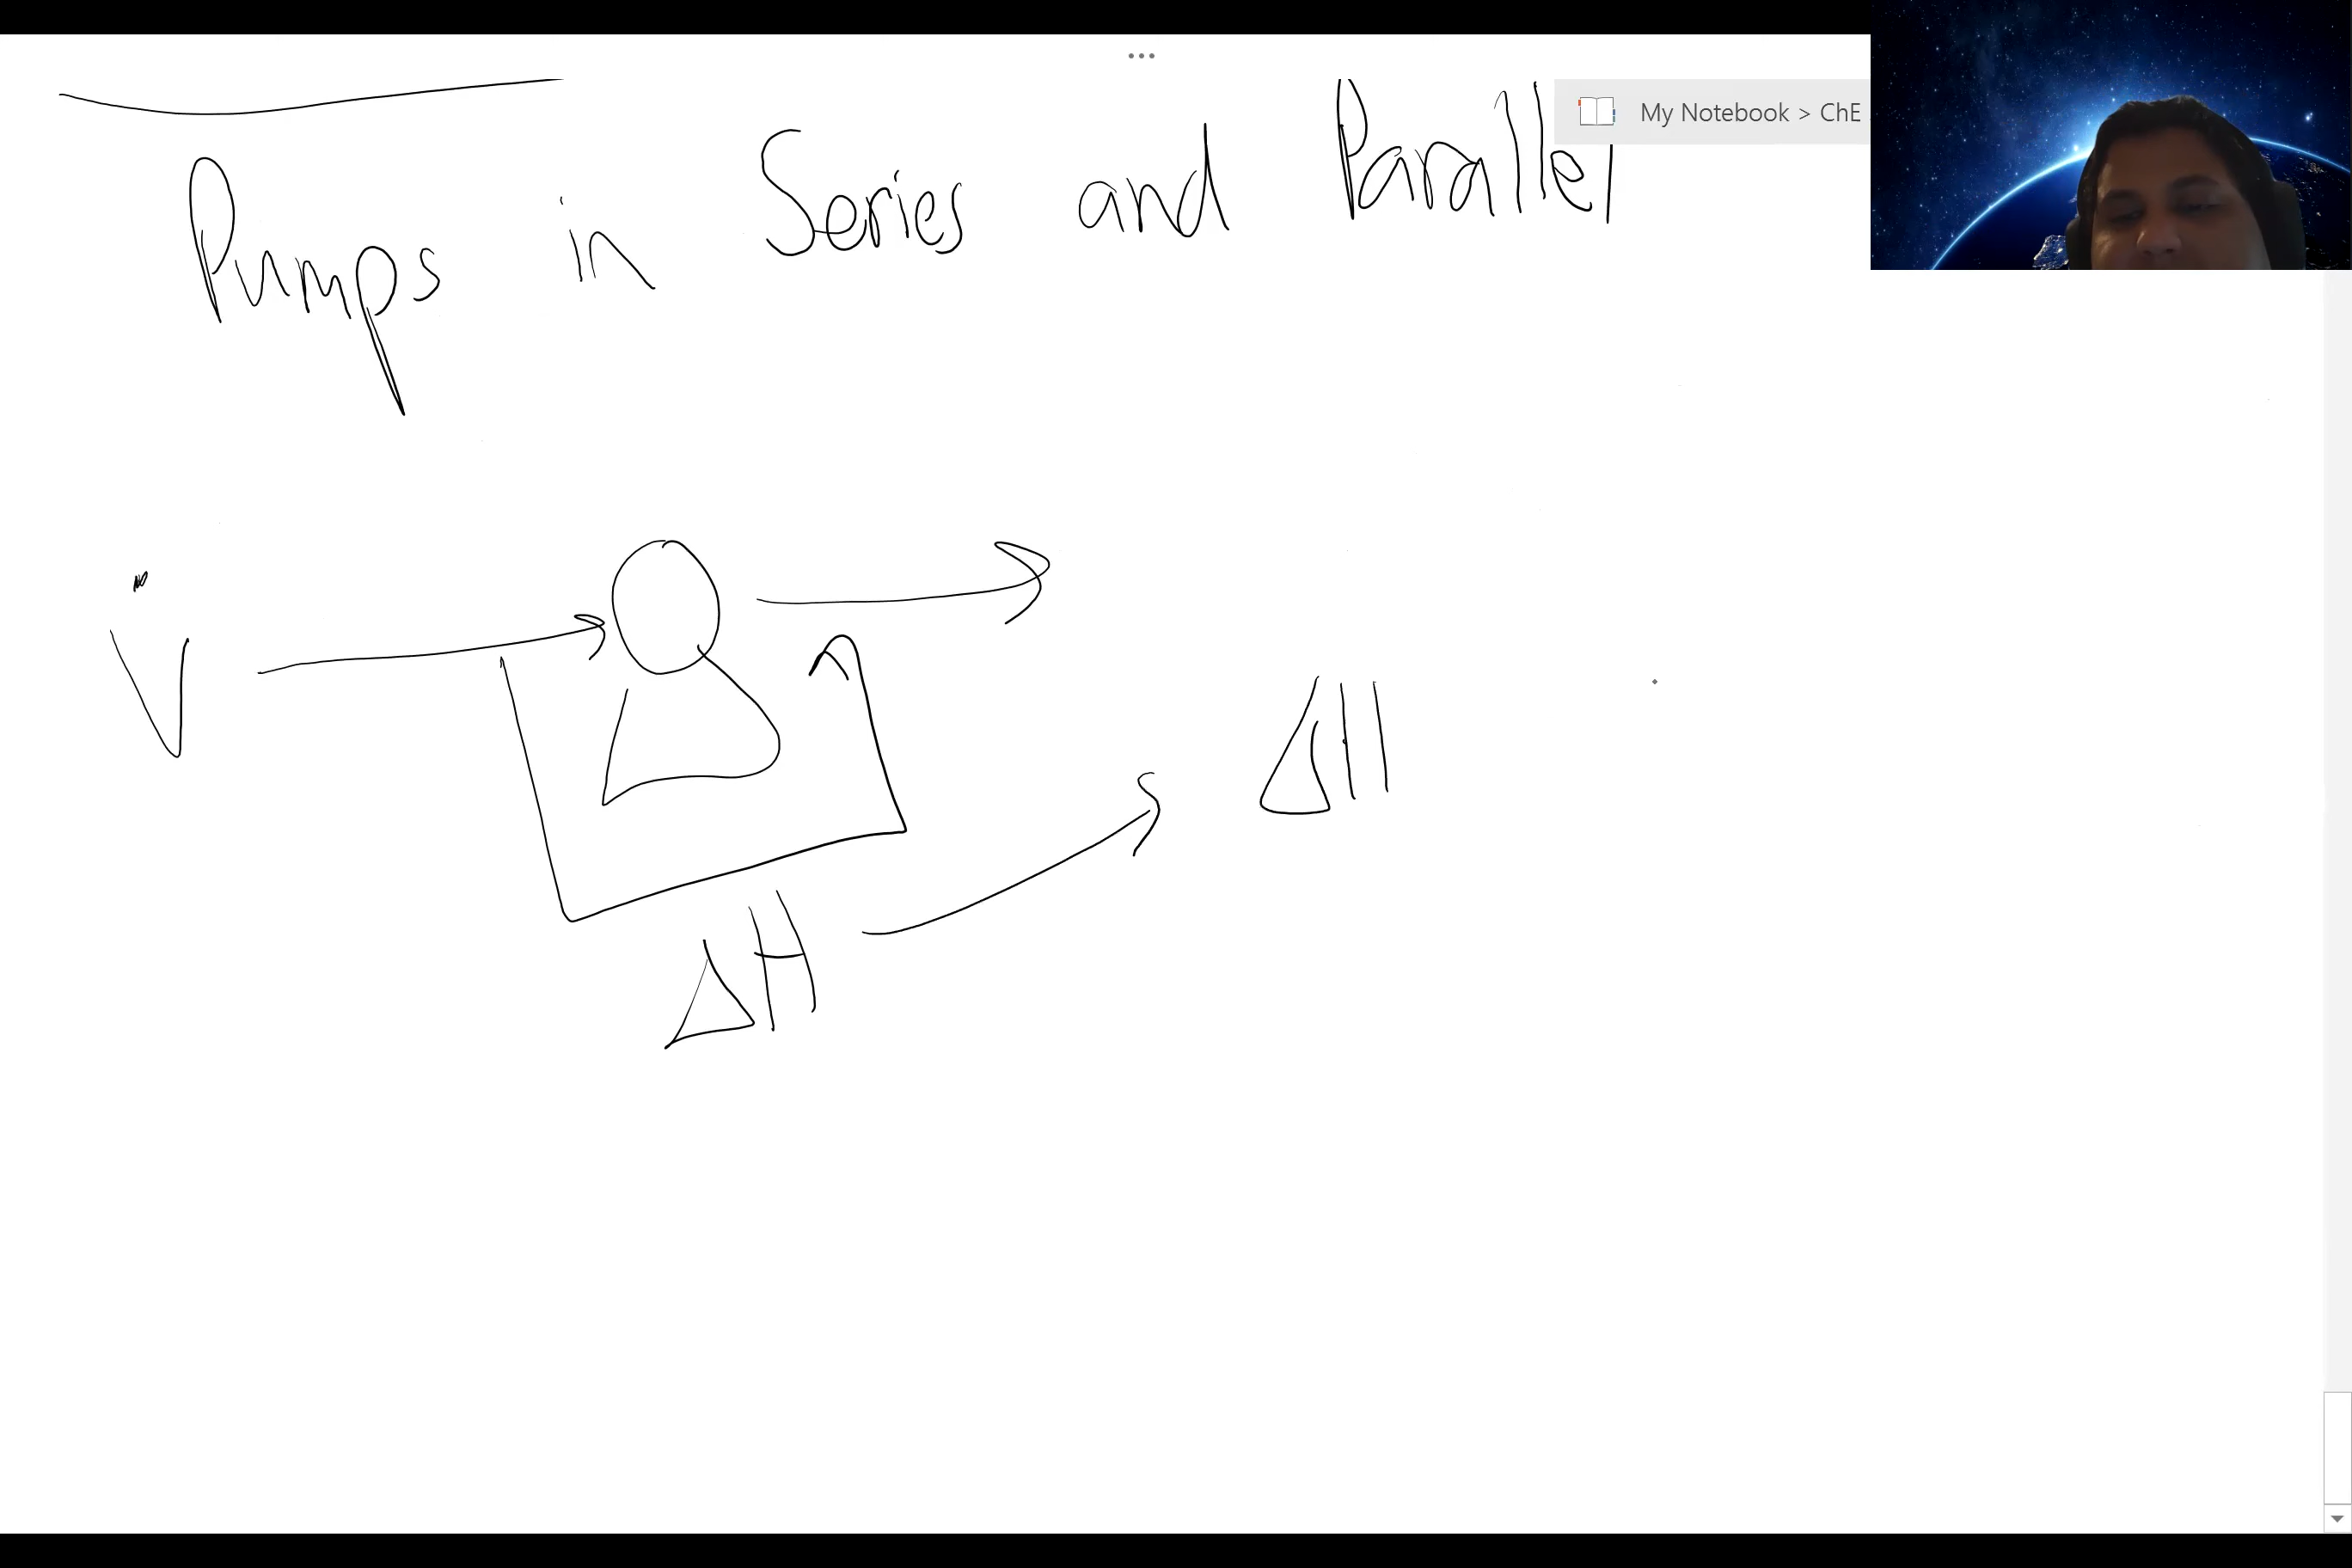 My Notebook > ChE
Pumps in Series and Parallel
V̇
ΔH
ΔH